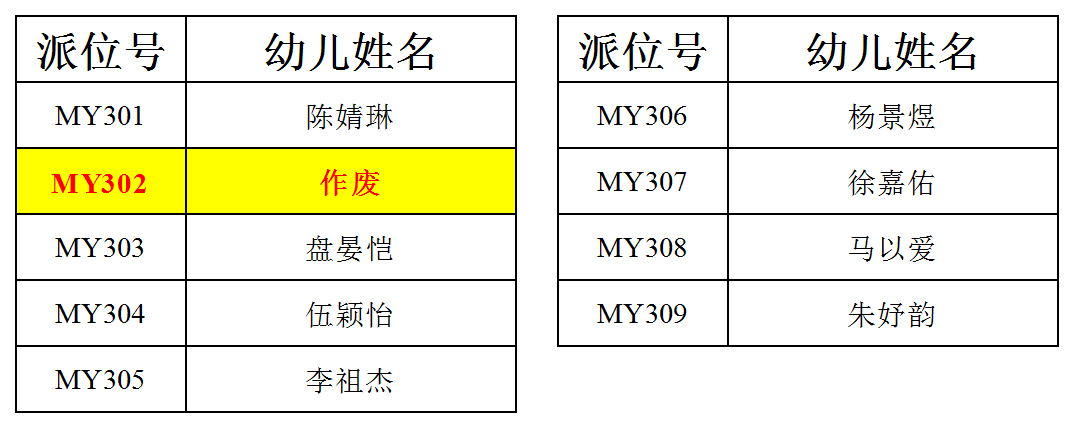 派位号 幼儿姓名
MY301 陈婧琳
MY302 作废
MY303 盘晏恺
MY304 伍颖怡
MY305 李祖杰
派位号 幼儿姓名
MY306 杨景煜
MY307 徐嘉佑
MY308 马以爱
MY309 朱妤韵